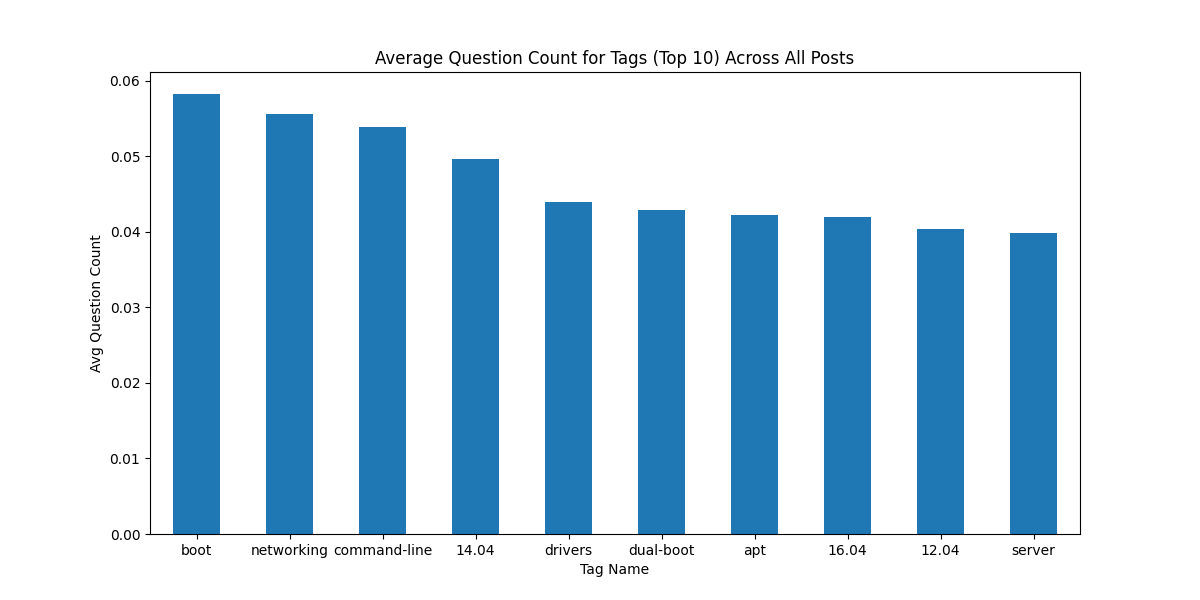 Average Question Count for Tags (Top 10) Across All Posts
0.06
0.05
0.04
0.03
0.02
0.01
0.00
Avg Question Count
boot networking command-line 14.04 drivers dual-boot apt 16.04 12.04 server
Tag Name